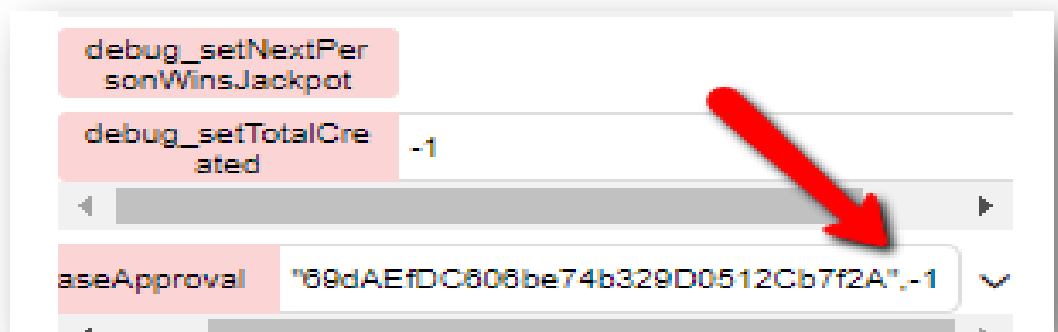 debug_setNextPer
sonWinsJackpot
debug_setTotalCre
ated
-1
aseApproval
"69dAEfDC606be74b329D0512Cb7f2A",-1